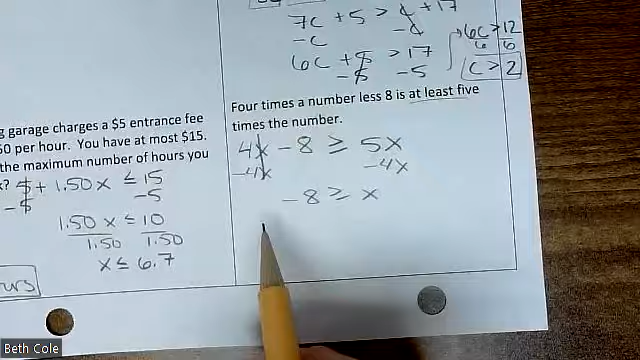 7c + 5 > c + 17
- c - c
6c + 5 > 17
- 5 - 5
6c > 12
6 6
c > 2
g garage charges a $5 entrance fee
50 per hour. You have at most $15.
the maximum number of hours you
x?
5 + 1.50x ≤ 15
- 5 - 5
1.50x ≤ 10
1.50 1.50
x ≤ 6.7
urs
Four times a number less 8 is at least five
times the number.
4x - 8 ≥ 5x
-4x -4x
- 8 ≥ x
Beth Cole